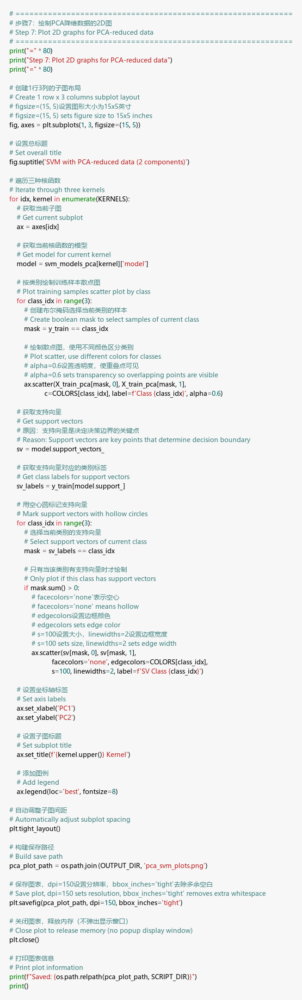 # ============================================================
# 步骤7：绘制PCA降维数据的2D图
# Step 7: Plot 2D graphs for PCA-reduced data
# ============================================================
print("=" * 80)
print("Step 7: Plot 2D graphs for PCA-reduced data")
print("=" * 80)

# 创建1行3列的子图布局
# Create 1 row x 3 columns subplot layout
# figsize=(15, 5)设置图形大小为15x5英寸
# figsize=(15, 5) sets figure size to 15x5 inches
fig, axes = plt.subplots(1, 3, figsize=(15, 5))

# 设置总标题
# Set overall title
fig.suptitle('SVM with PCA-reduced data (2 components)')

# 遍历三种核函数
# Iterate through three kernels
for idx, kernel in enumerate(KERNELS):
    # 获取当前子图
    # Get current subplot
    ax = axes[idx]

    # 获取当前核函数的模型
    # Get model for current kernel
    model = svm_models_pca[kernel]['model']

    # 按类别绘制训练样本散点图
    # Plot training samples scatter plot by class
    for class_idx in range(3):
        # 创建布尔掩码选择当前类别的样本
        # Create boolean mask to select samples of current class
        mask = y_train == class_idx

        # 绘制散点图，使用不同颜色区分类别
        # Plot scatter, use different colors for classes
        # alpha=0.6设置透明度，使重叠点可见
        # alpha=0.6 sets transparency so overlapping points are visible
        ax.scatter(X_train_pca[mask, 0], X_train_pca[mask, 1],
                   c=COLORS[class_idx], label=f'Class {class_idx}', alpha=0.6)

    # 获取支持向量
    # Get support vectors
    # 原因：支持向量是决定决策边界的关键点
    # Reason: Support vectors are key points that determine decision boundary
    sv = model.support_vectors_

    # 获取支持向量对应的类别标签
    # Get class labels for support vectors
    sv_labels = y_train[model.support_]

    # 用空心圆标记支持向量
    # Mark support vectors with hollow circles
    for class_idx in range(3):
        # 选择当前类别的支持向量
        # Select support vectors of current class
        mask = sv_labels == class_idx

        # 只有当该类别有支持向量时才绘制
        # Only plot if this class has support vectors
        if mask.sum() > 0:
            # facecolors='none'表示空心
            # facecolors='none' means hollow
            # edgecolors设置边框颜色
            # edgecolors sets edge color
            # s=100设置大小，linewidths=2设置边框宽度
            # s=100 sets size, linewidths=2 sets edge width
            ax.scatter(sv[mask, 0], sv[mask, 1],
                       facecolors='none', edgecolors=COLORS[class_idx],
                       s=100, linewidths=2, label=f'SV Class {class_idx}')

    # 设置坐标轴标签
    # Set axis labels
    ax.set_xlabel('PC1')
    ax.set_ylabel('PC2')

    # 设置子图标题
    # Set subplot title
    ax.set_title(f'{kernel.upper()} Kernel')

    # 添加图例
    # Add legend
    ax.legend(loc='best', fontsize=8)

# 自动调整子图间距
# Automatically adjust subplot spacing
plt.tight_layout()

# 构建保存路径
# Build save path
pca_plot_path = os.path.join(OUTPUT_DIR, 'pca_svm_plots.png')

# 保存图表，dpi=150设置分辨率，bbox_inches='tight'去除多余空白
# Save plot, dpi=150 sets resolution, bbox_inches='tight' removes extra whitespace
plt.savefig(pca_plot_path, dpi=150, bbox_inches='tight')

# 关闭图表，释放内存（不弹出显示窗口）
# Close plot to release memory (no popup display window)
plt.close()

# 打印图表信息
# Print plot information
print(f"Saved: {os.path.relpath(pca_plot_path, SCRIPT_DIR)}")
print()